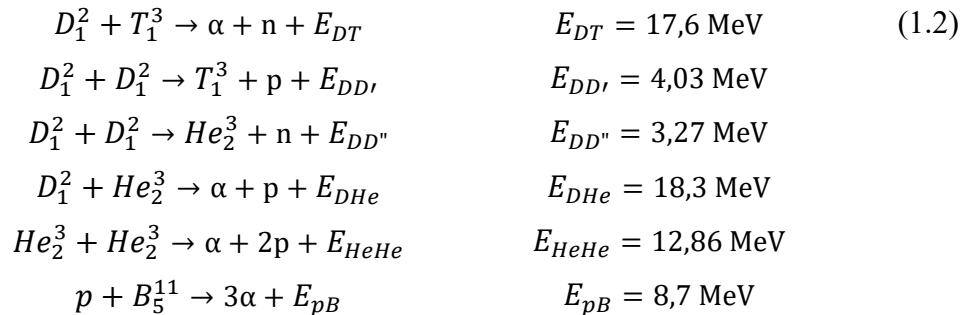 D₁² + T₁³ → α + n + E_DT E_DT = 17,6 MeV (1.2)
D₁² + D₁² → T₁³ + p + E_DD′ E_DD′ = 4,03 MeV
D₁² + D₁² → He₂³ + n + E_DD" E_DD" = 3,27 MeV
D₁² + He₂³ → α + p + E_DHe E_DHe = 18,3 MeV
He₂³ + He₂³ → α + 2p + E_HeHe E_HeHe = 12,86 MeV
p + B₅¹¹ → 3α + E_pB E_pB = 8,7 MeV